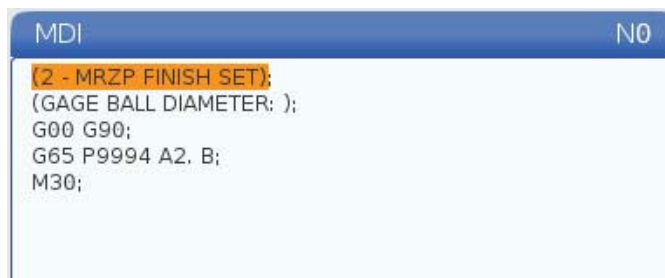 MDI N0
(2 - MRZP FINISH SET);
(GAGE BALL DIAMETER: );
G00 G90;
G65 P9994 A2. B;
M30;